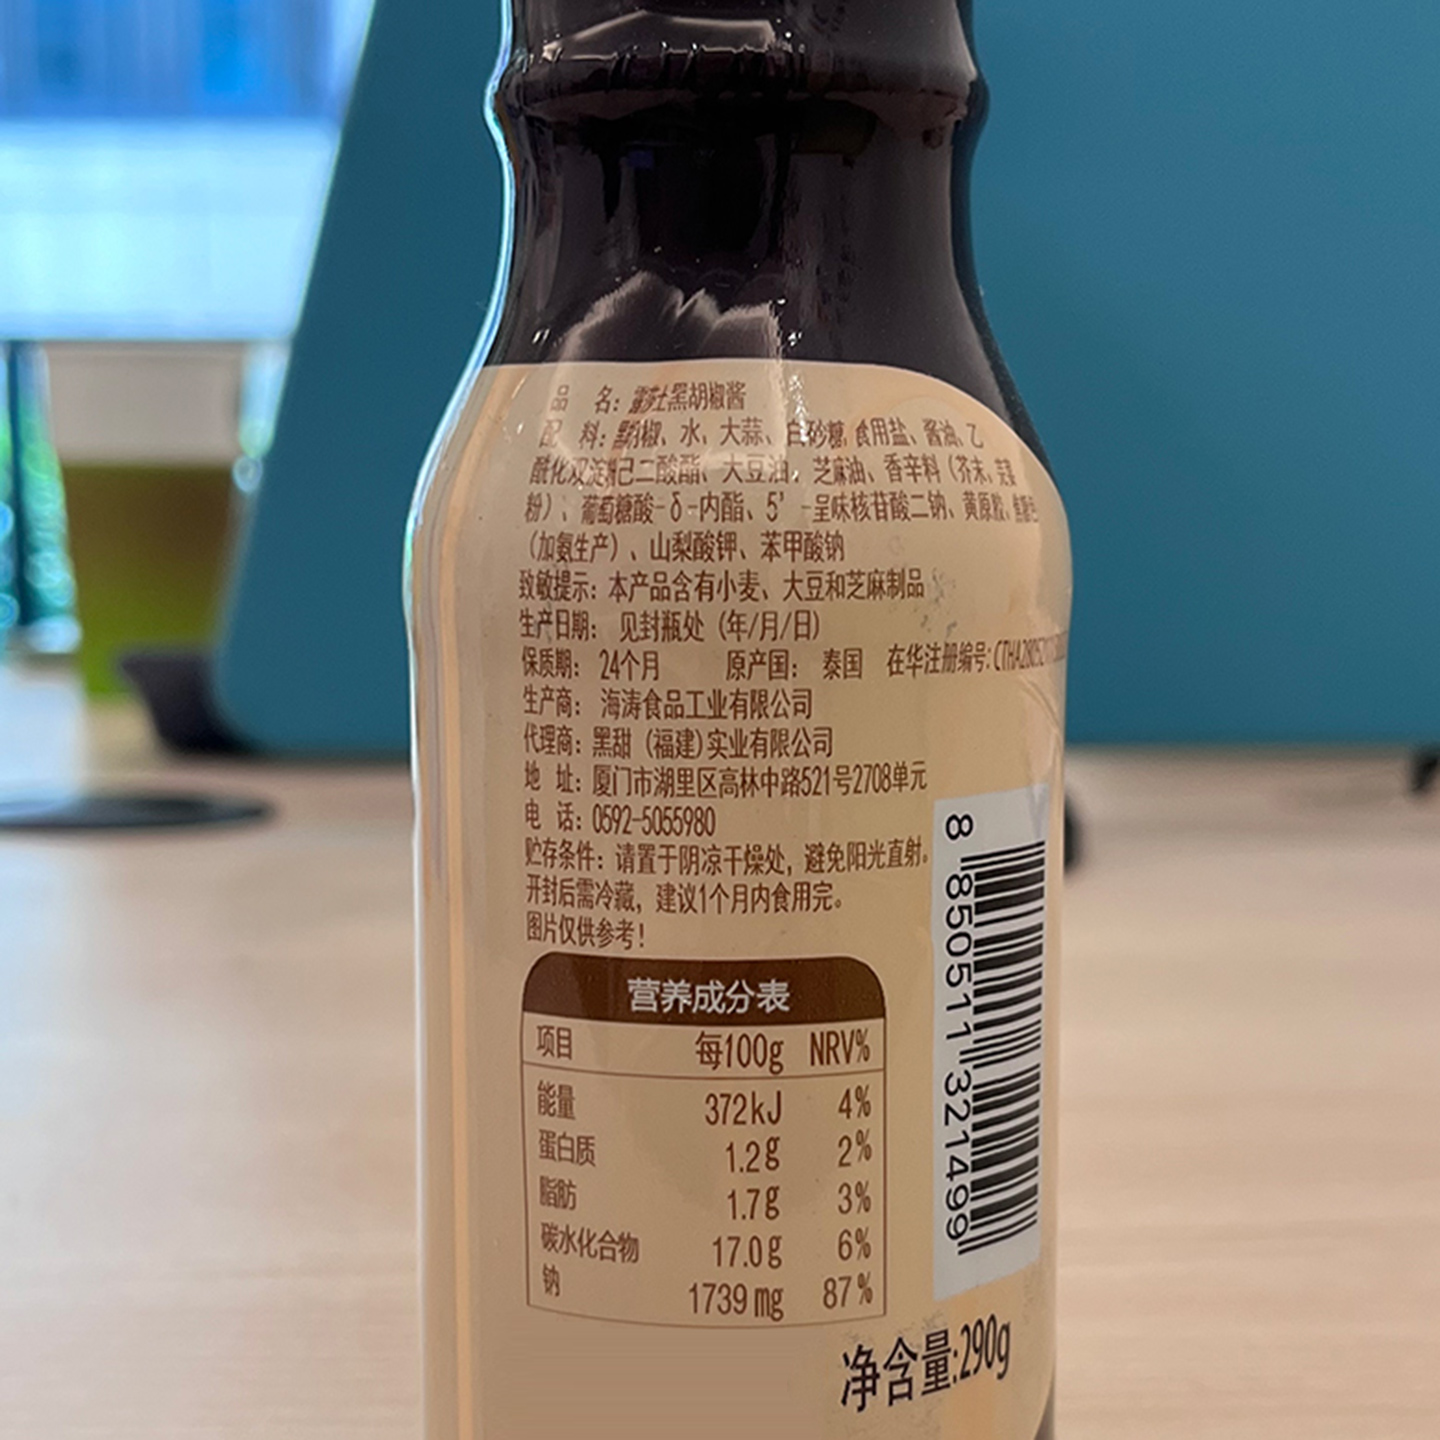 品 名：雷莎士黑胡椒酱
配 料：黑胡椒、水、大蒜、白砂糖、食用盐、酱油、乙
酰化双淀粉己二酸酯、大豆油、芝麻油、香辛料（芥末、
粉）、葡萄糖酸-δ-内酯、5'-呈味核苷酸二钠、黄原胶、焦糖色
（加氨生产）、山梨酸钾、苯甲酸钠
致敏提示：本产品含有小麦、大豆和芝麻制品
生产日期： 见封瓶处（年/月/日）
保质期： 24个月 原产国： 泰国 在华注册编号：
生产商： 海涛食品工业有限公司
代理商：黑甜（福建）实业有限公司
地 址：厦门市湖里区高林中路521号2708单元
电 话：0592-5055980
贮存条件：请置于阴凉干燥处，避免阳光直射。
开封后需冷藏，建议1个月内食用完。
图片仅供参考！
营养成分表
项目 每100g NRV%
能量 372kJ 4%
蛋白质 1.2g 2%
脂肪 1.7g 3%
碳水化合物 17.0g 6%
钠 1739mg 87%
8 850511 321499
净含量:290g